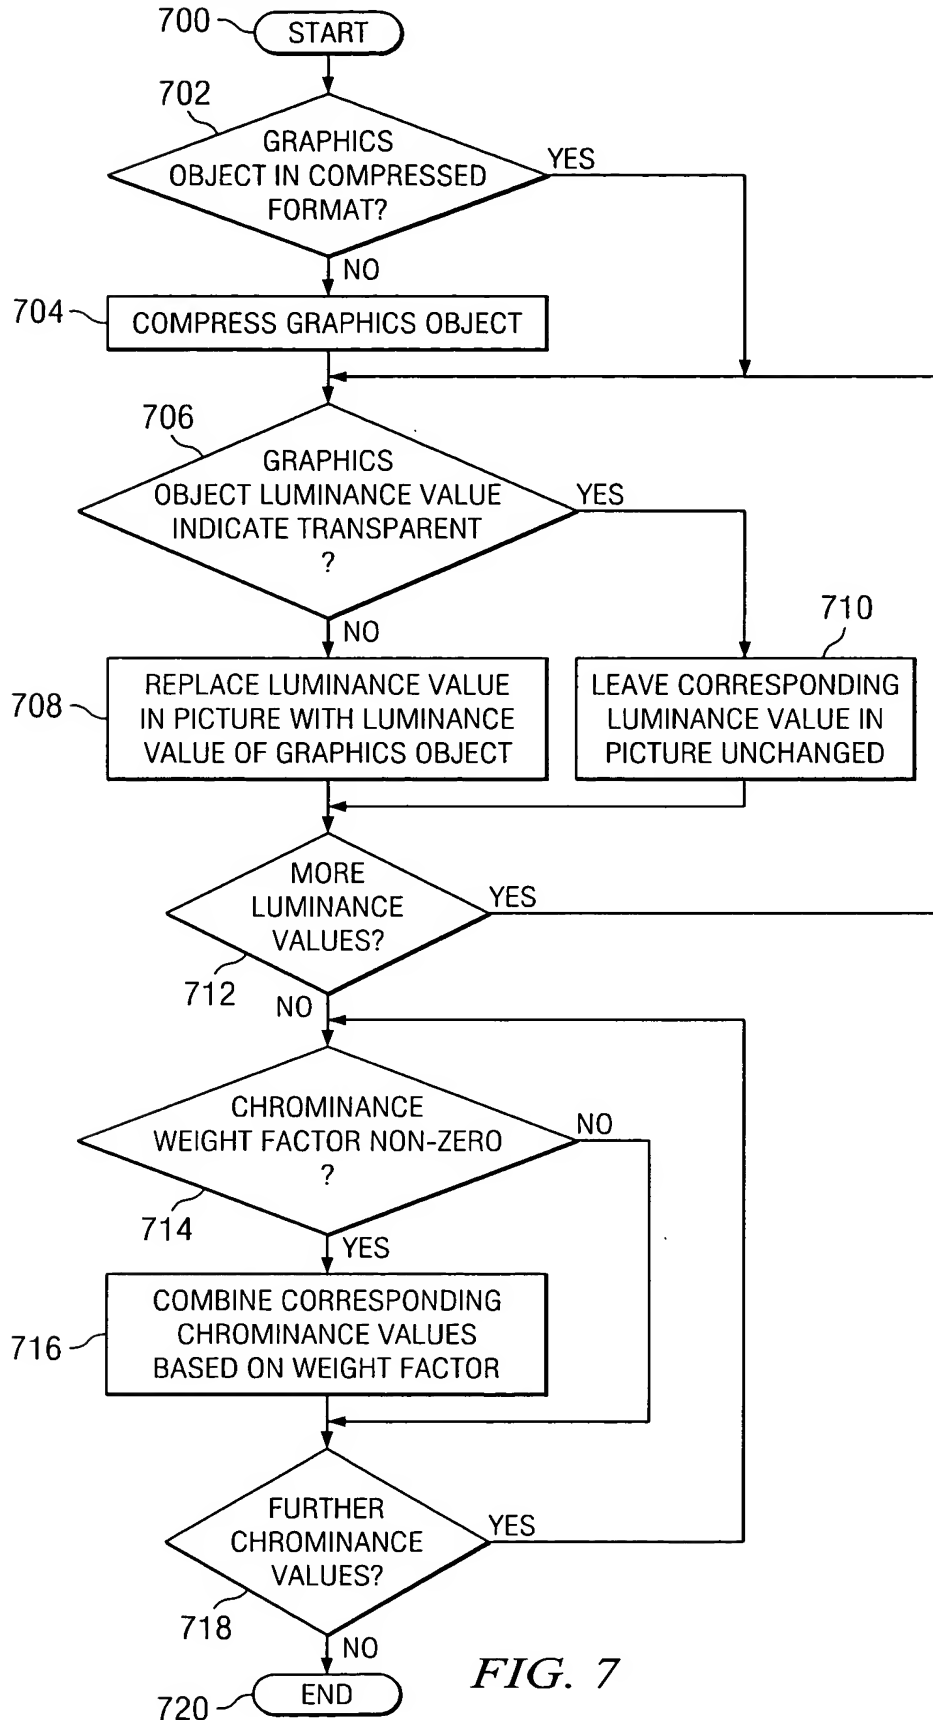 700
START
702
GRAPHICS
OBJECT IN COMPRESSED
FORMAT?
YES
NO
704
COMPRESS GRAPHICS OBJECT
706
GRAPHICS
OBJECT LUMINANCE VALUE
INDICATE TRANSPARENT
?
YES
NO
710
708
REPLACE LUMINANCE VALUE
IN PICTURE WITH LUMINANCE
VALUE OF GRAPHICS OBJECT
LEAVE CORRESPONDING
LUMINANCE VALUE IN
PICTURE UNCHANGED
MORE
LUMINANCE
VALUES?
YES
712
NO
CHROMINANCE
WEIGHT FACTOR NON-ZERO
?
NO
714
YES
716
COMBINE CORRESPONDING
CHROMINANCE VALUES
BASED ON WEIGHT FACTOR
FURTHER
CHROMINANCE
VALUES?
YES
718
NO
720
END
FIG. 7